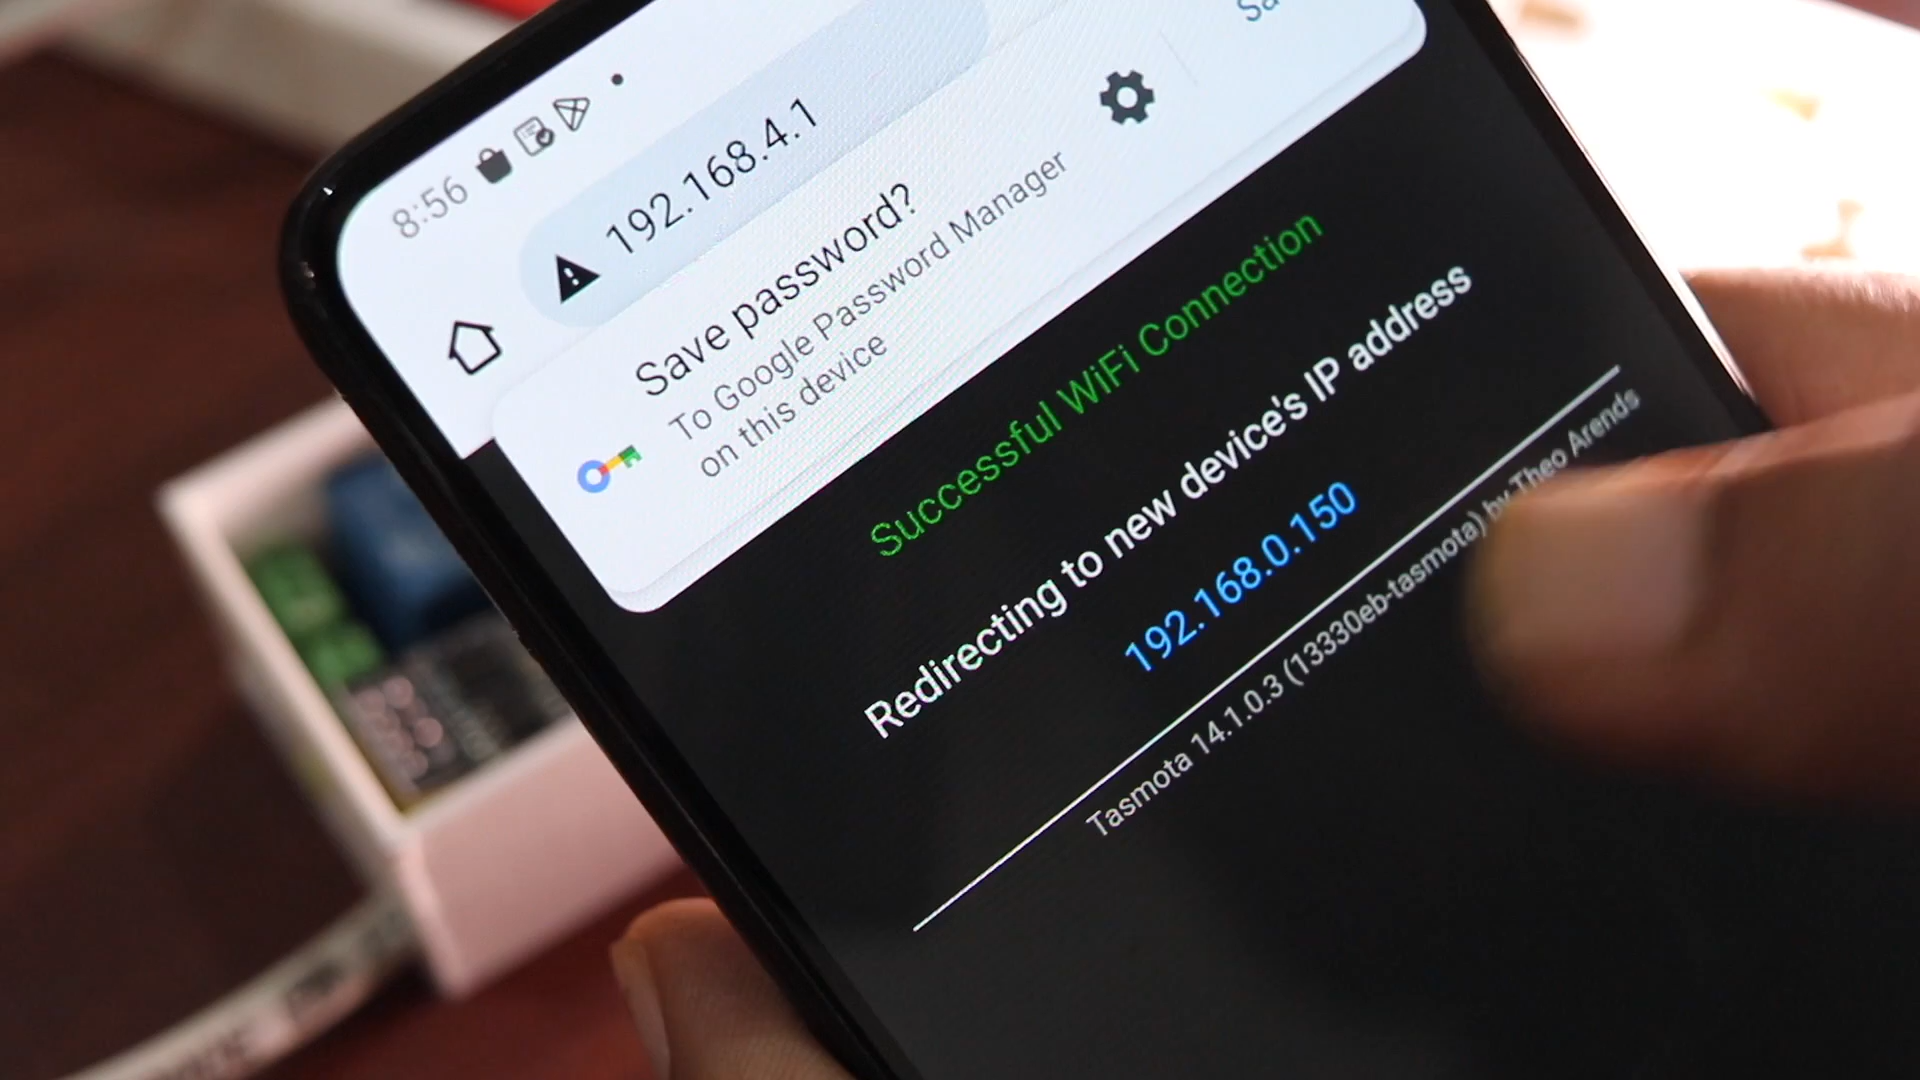 8:56
192.168.4.1
Save password?
To Google Password Manager
on this device
Successful WiFi Connection
Redirecting to new device's IP address
192.168.0.150
Tasmota 14.1.0.3 (13330eb-tasmota) by Theo Arends